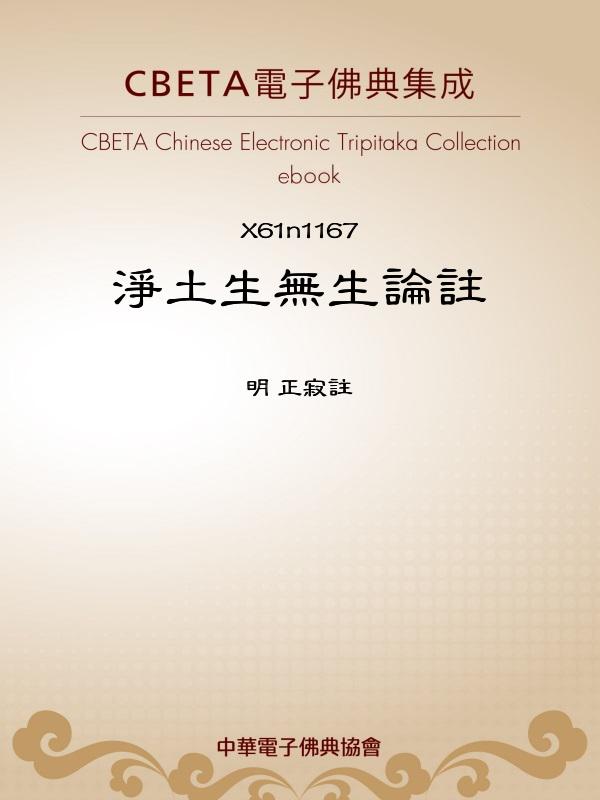 CBETA電子佛典集成
CBETA Chinese Electronic Tripitaka Collection
ebook
X61n1167
淨土生無生論註
明 正寂註
中華電子佛典協會